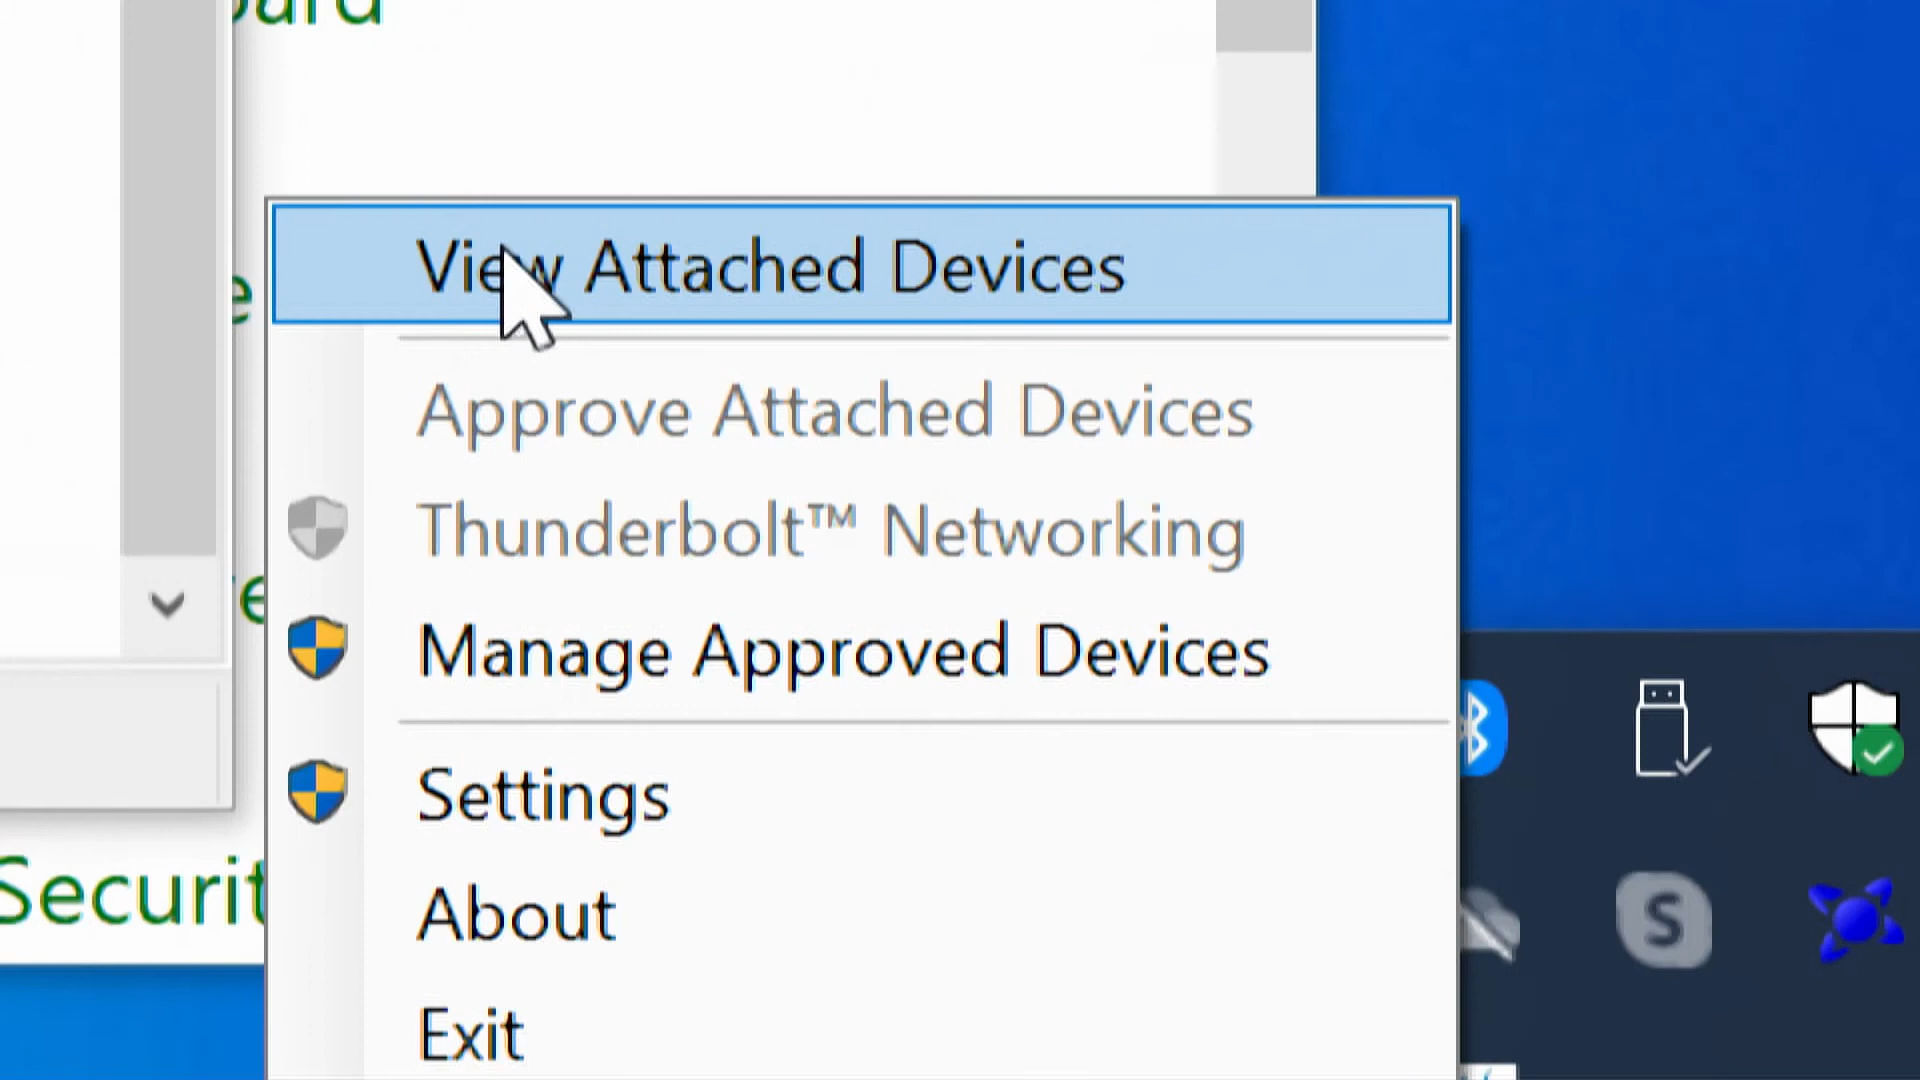 View Attached Devices
Approve Attached Devices
Thunderbolt™ Networking
Manage Approved Devices
Settings
Securit
About
Exit